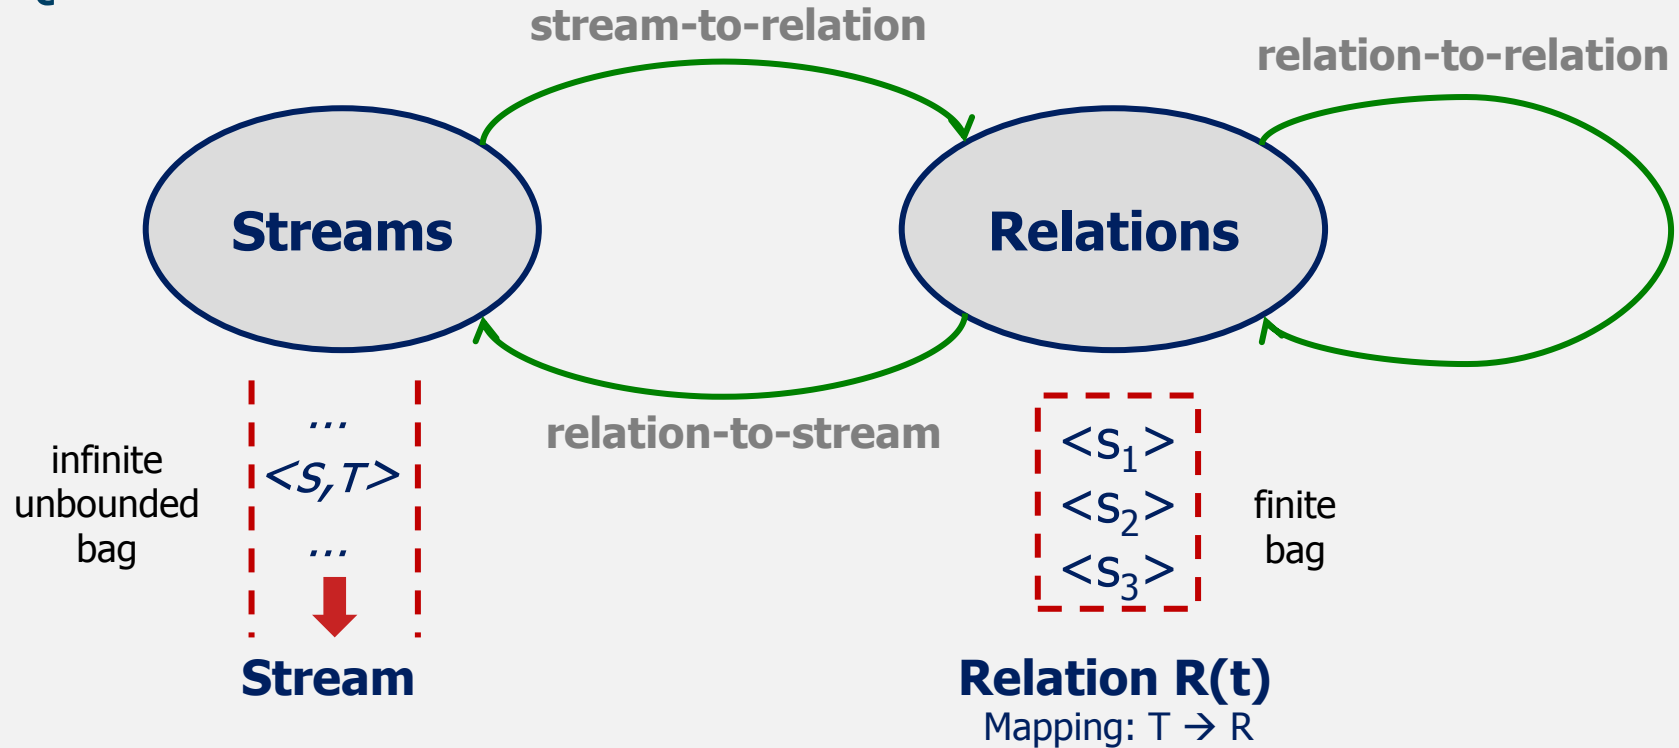 stream-to-relation
relation-to-relation
Streams
Relations
relation-to-stream
infinite
unbounded
bag
...
<s,τ>
...
<s₁>
<s₂>
<s₃>
finite
bag
Stream
Relation R(t)
Mapping: T → R